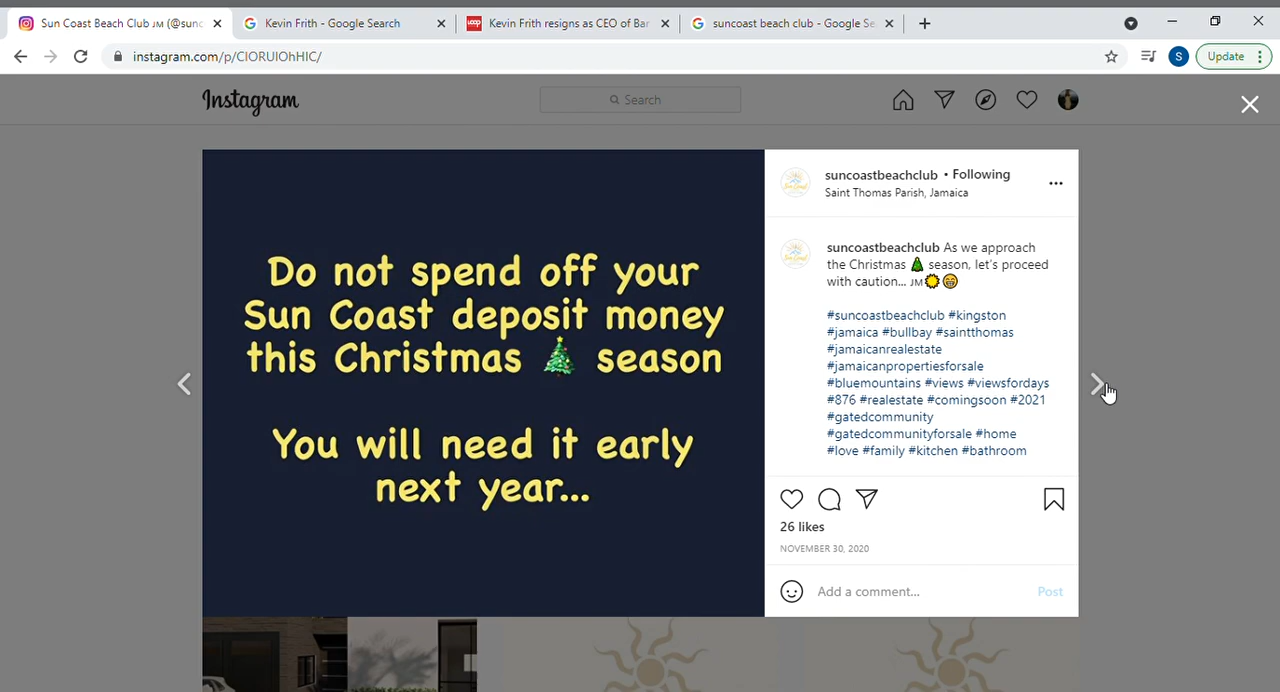 Sun Coast Beach Club JM (@sunc
Kevin Frith - Google Search
Kevin Frith resigns as CEO of Bar
suncoast beach club - Google Se
instagram.com/p/CIORUIOhHIC/
S
Update
Instagram
Search
Do not spend off your
Sun Coast deposit money
this Christmas 🎄 season
You will need it early
next year...
suncoastbeachclub • Following
Saint Thomas Parish, Jamaica
suncoastbeachclub As we approach
the Christmas 🎄 season, let's proceed
with caution... JM☀😁
#suncoastbeachclub #kingston
#jamaica #bullbay #saintthomas
#jamaicanrealestate
#jamaicanpropertiesforsale
#bluemountains #views #viewsfordays
#876 #realestate #comingsoon #2021
#gatedcommunity
#gatedcommunityforsale #home
#love #family #kitchen #bathroom
26 likes
NOVEMBER 30, 2020
Add a comment...
Post